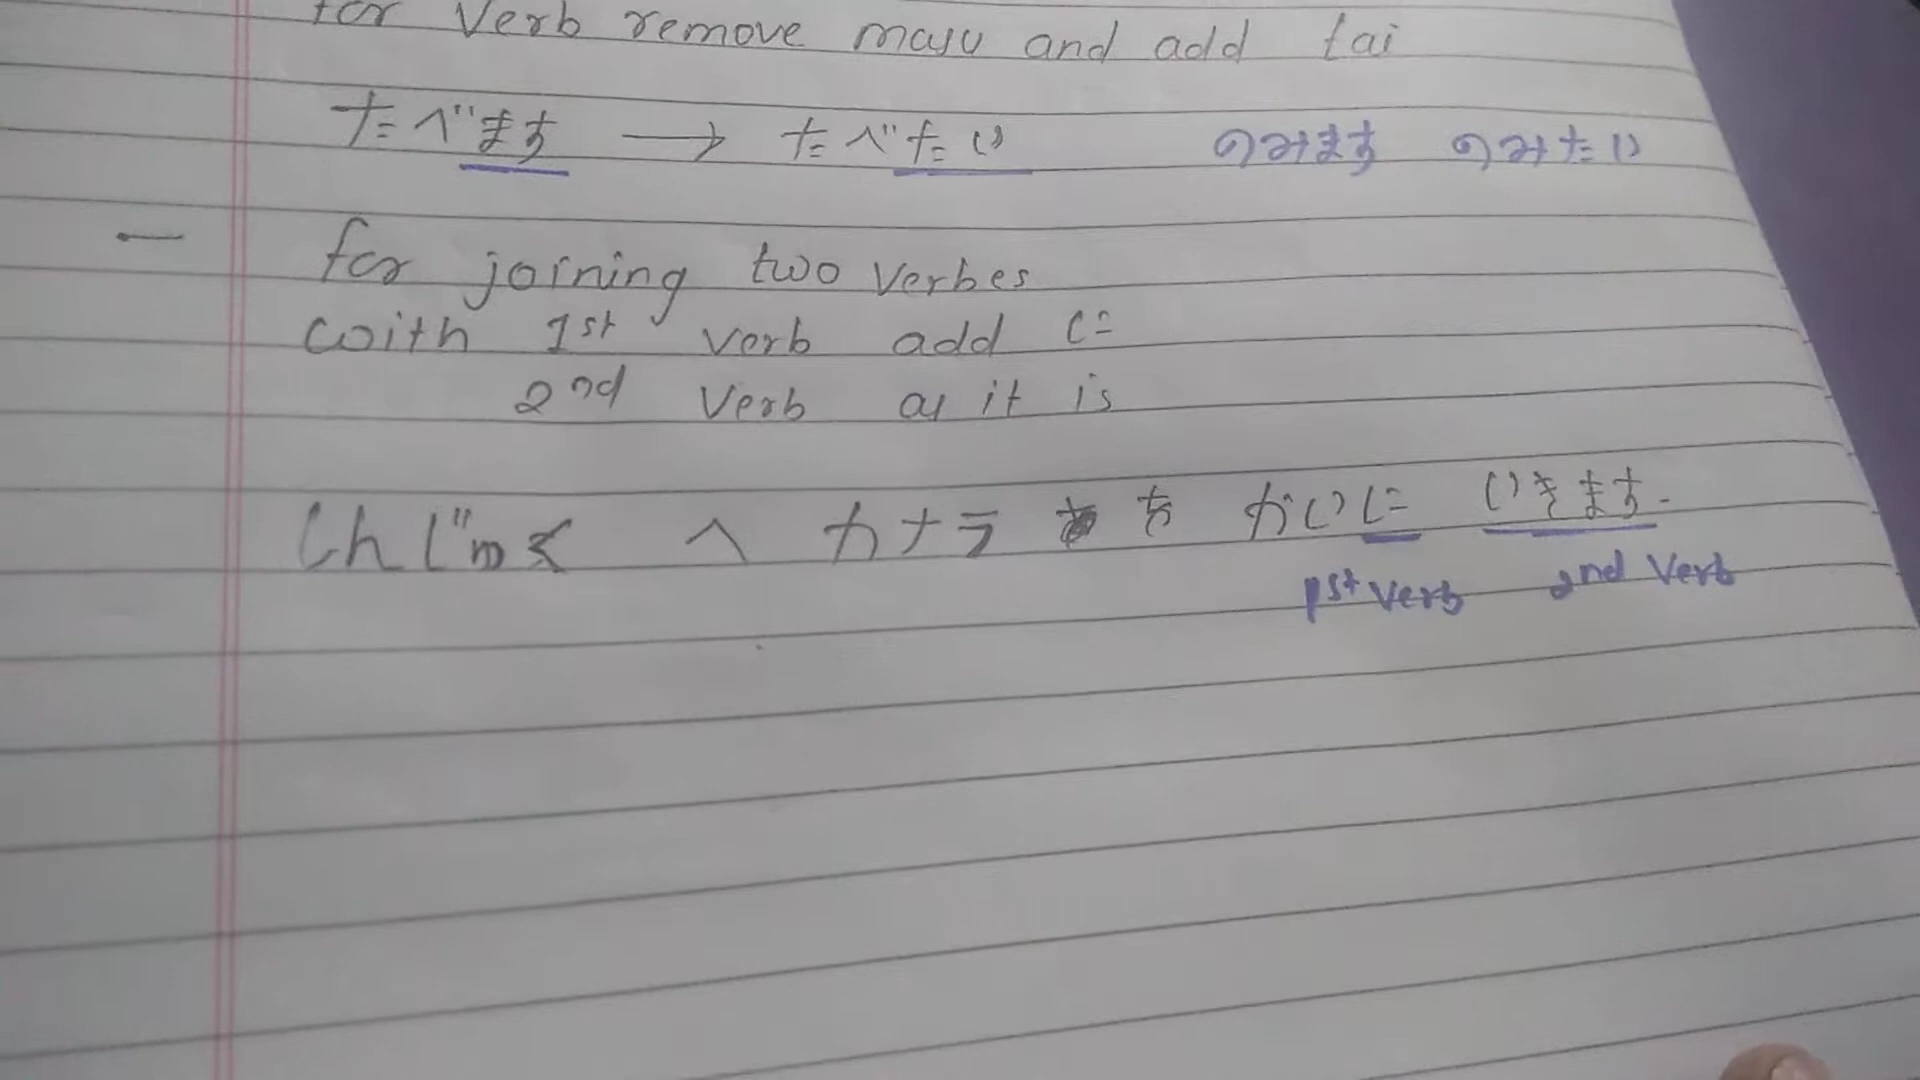 for Verb remove masu and add tai
たべます → たべたい のみます のみたい
— for joining two verbes
with 1st verb add に
2nd Verb as it is
しんじゅく へ カナラ を かいに いきます.
1st verb 2nd Verb